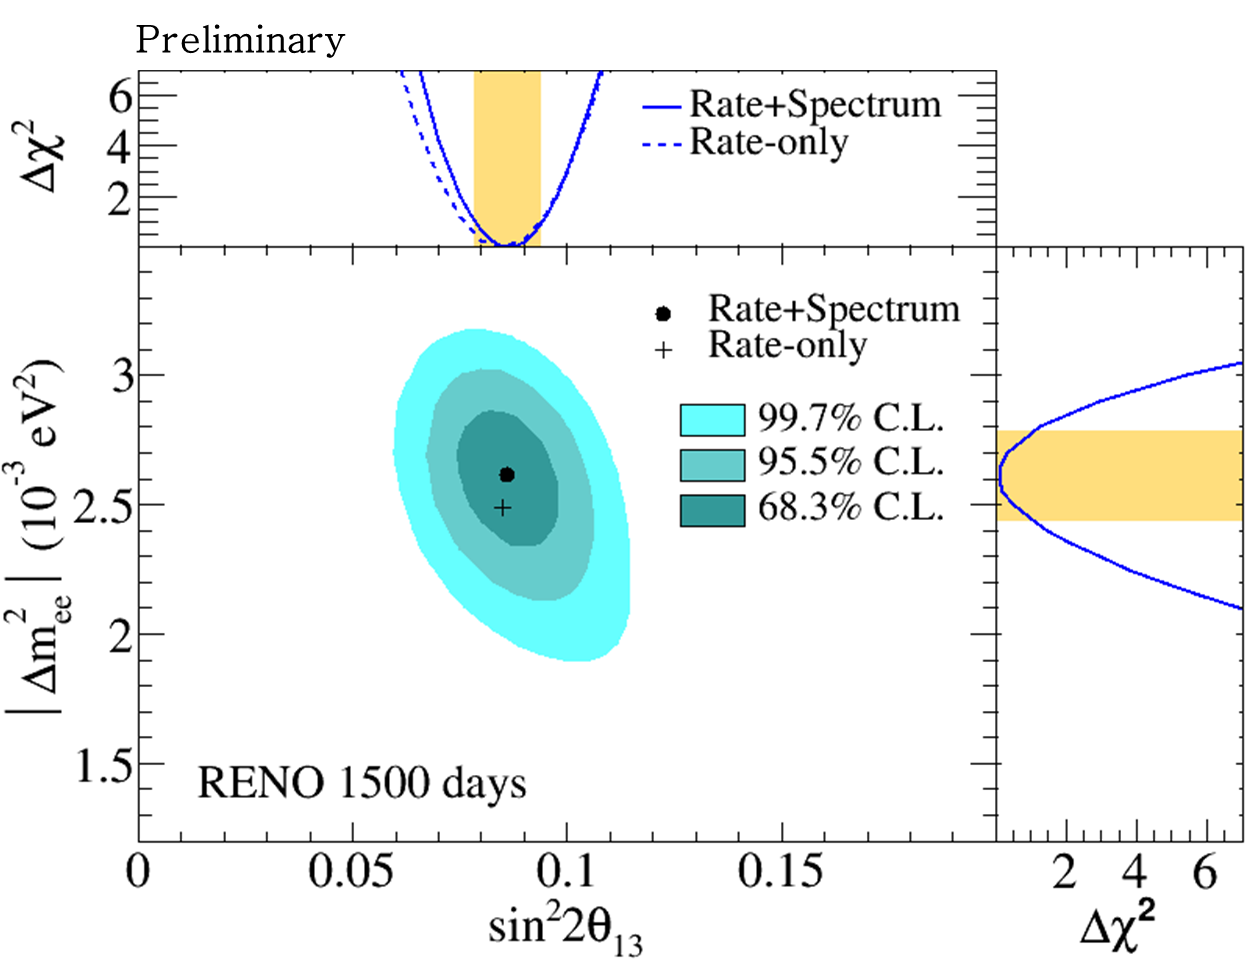 Preliminary
Δχ²
6
4
2
Rate+Spectrum
Rate-only
|Δm²ₑₑ| (10⁻³ eV²)
3
2.5
2
1.5
Rate+Spectrum
Rate-only
99.7% C.L.
95.5% C.L.
68.3% C.L.
RENO 1500 days
0 0.05 0.1 0.15
sin²2θ₁₃
2 4 6
Δχ²